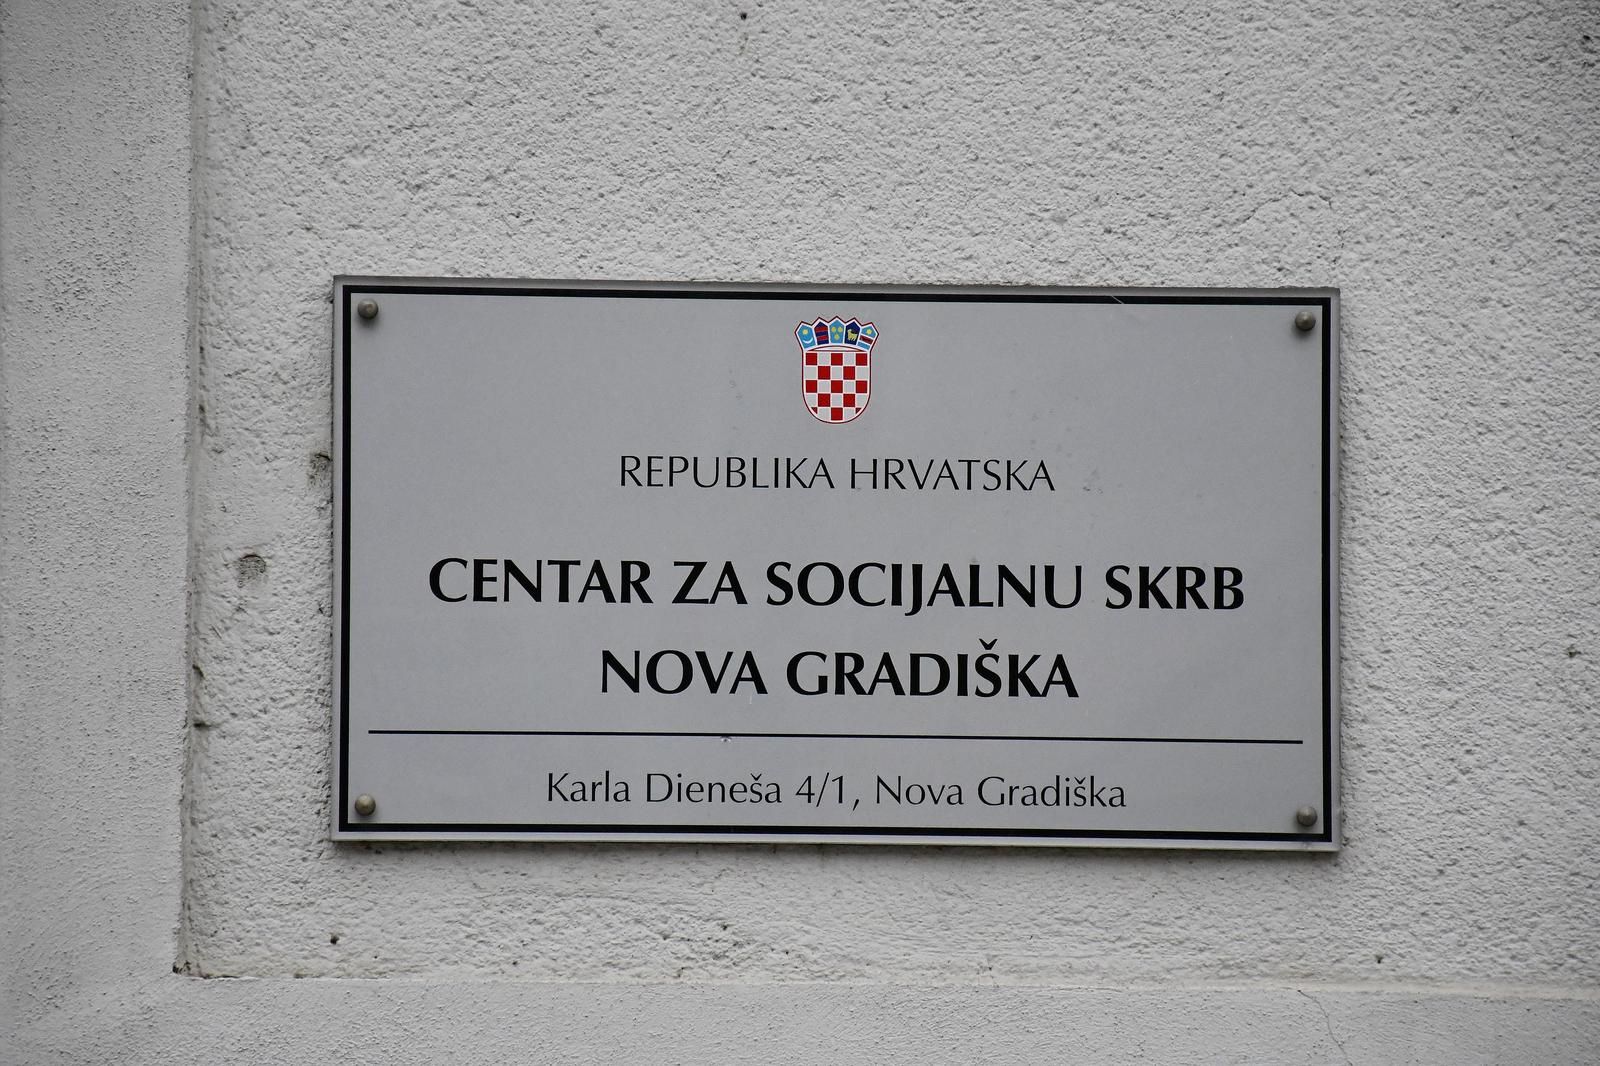 REPUBLIKA HRVATSKA
CENTAR ZA SOCIJALNU SKRB
NOVA GRADIŠKA
Karla Dieneša 4/1, Nova Gradiška